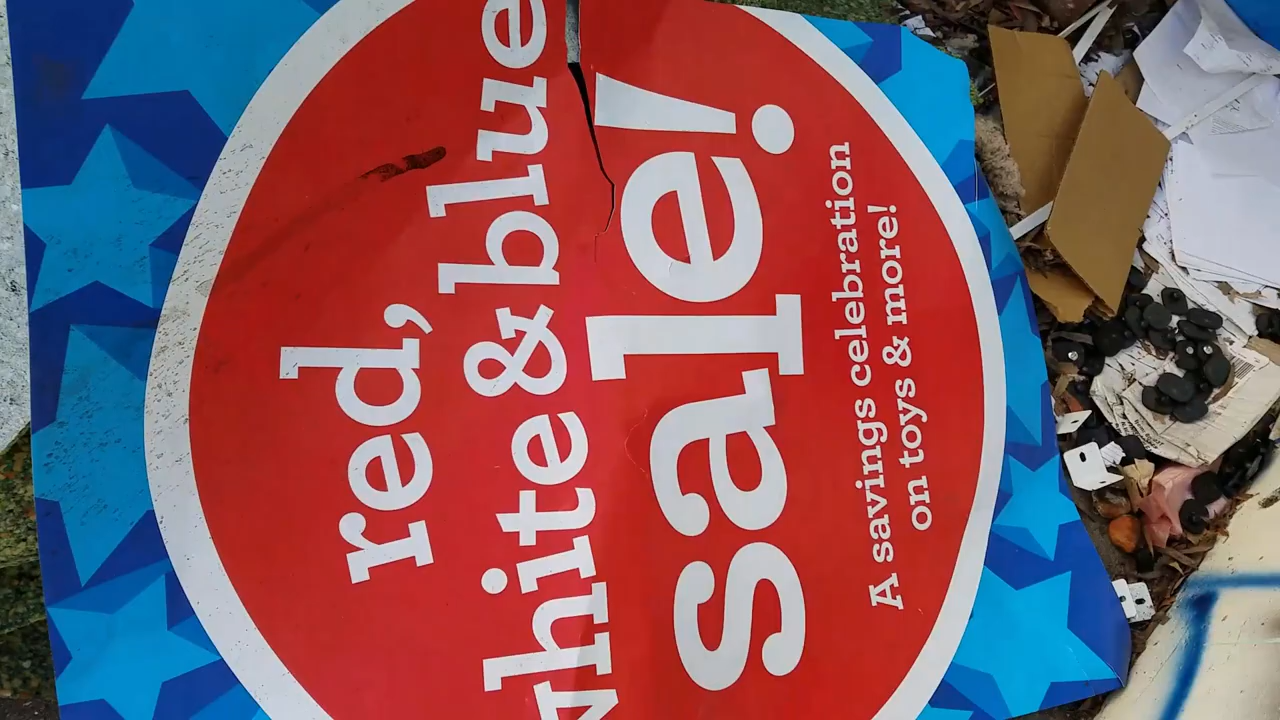 red,
white & blue
sale!
A savings celebration
on toys & more!